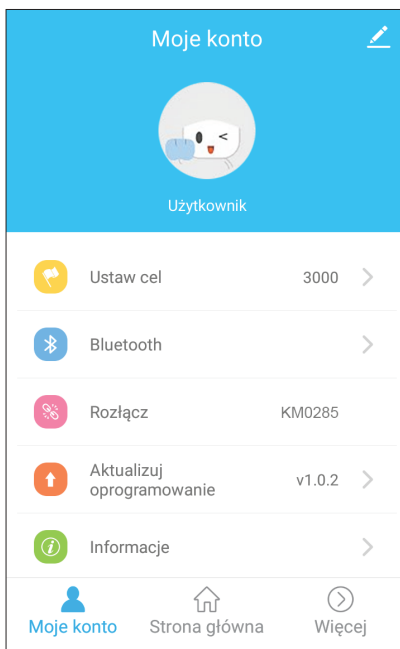 Moje konto
Użytkownik
Ustaw cel 3000
Bluetooth
Rozłącz KM0285
Aktualizuj
oprogramowanie v1.0.2
Informacje
Moje konto Strona główna Więcej